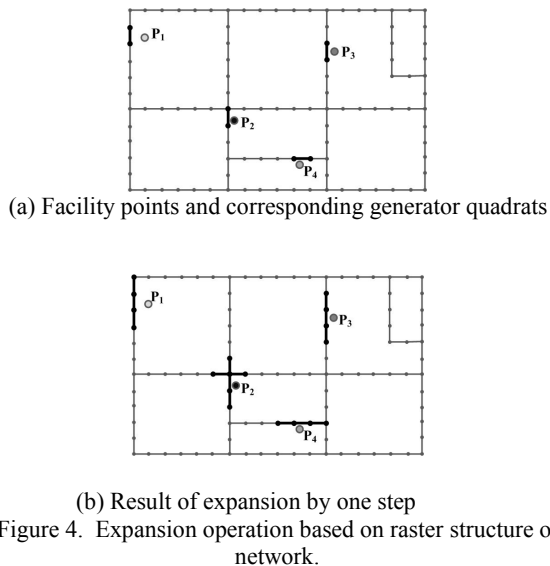 P1
P3
P2
P4
(a) Facility points and corresponding generator quadrats
P1
P3
P2
P4
(b) Result of expansion by one step
Figure 4. Expansion operation based on raster structure o
network.